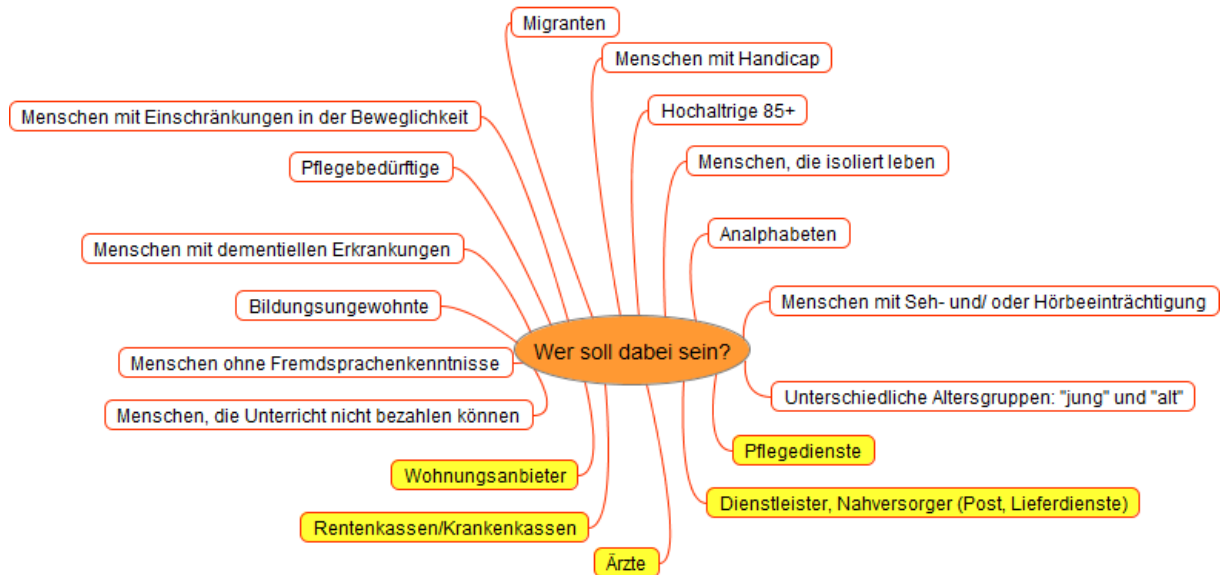 Migranten
Menschen mit Handicap
Menschen mit Einschränkungen in der Beweglichkeit
Hochaltrige 85+
Pflegebedürftige
Menschen, die isoliert leben
Menschen mit dementiellen Erkrankungen
Analphabeten
Bildungsungewohnte
Menschen mit Seh- und/ oder Hörbeeinträchtigung
Wer soll dabei sein?
Menschen ohne Fremdsprachenkenntnisse
Unterschiedliche Altersgruppen: "jung" und "alt"
Menschen, die Unterricht nicht bezahlen können
Pflegedienste
Wohnungsanbieter
Dienstleister, Nahversorger (Post, Lieferdienste)
Rentenkassen/Krankenkassen
Ärzte